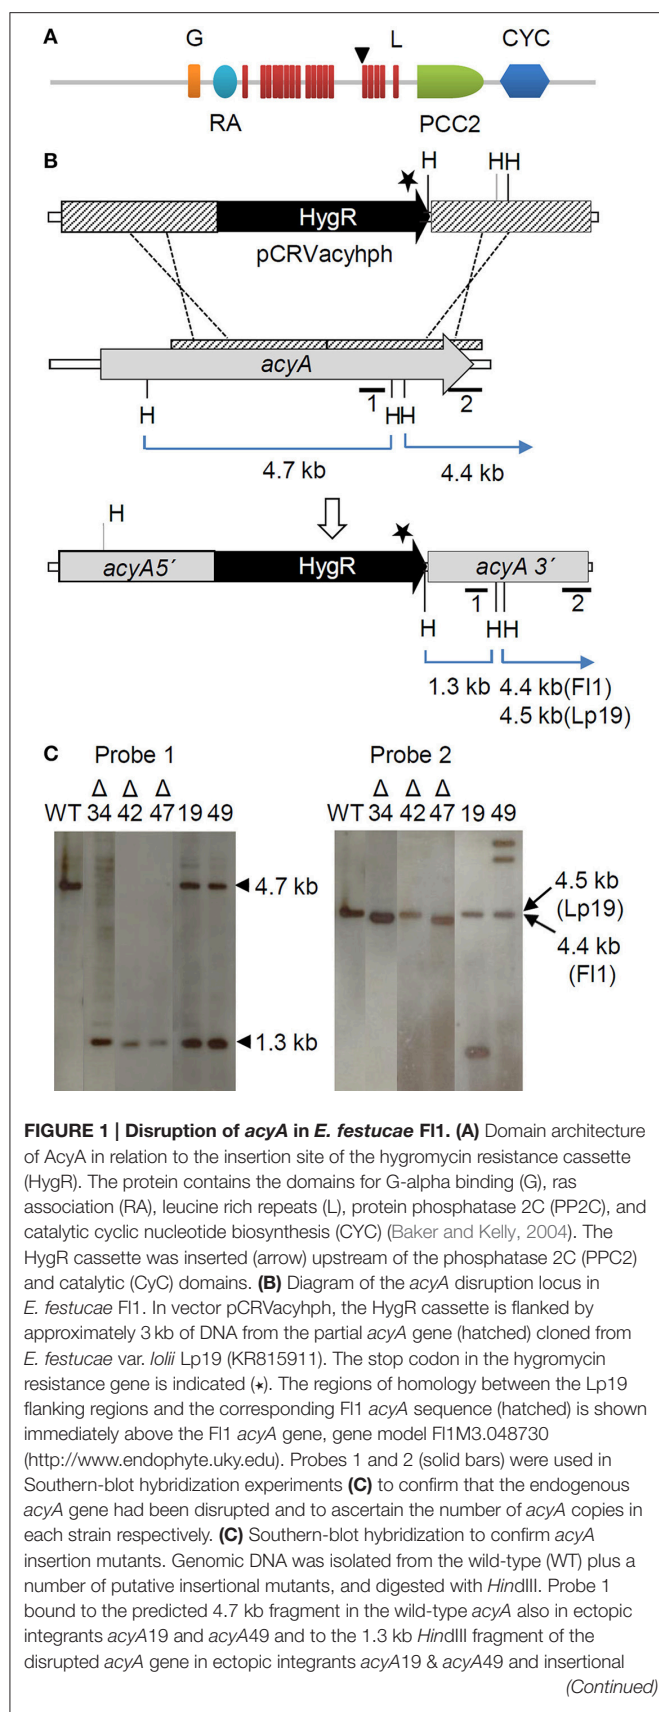 A
G
L
CYC
RA
PCC2
B
H
HH
HygR
pCRVacyhph
acyA
1
2
H
HH
4.7 kb
4.4 kb
H
acyA5´
HygR
acyA 3´
1
2
H
HH
1.3 kb
4.4 kb(Fl1)
4.5 kb(Lp19)
C
Probe 1
Probe 2
Δ Δ Δ
Δ Δ Δ
WT 34 42 47 19 49
WT 34 42 47 19 49
4.7 kb
4.5 kb
(Lp19)
4.4 kb
(Fl1)
1.3 kb
FIGURE 1 | Disruption of acyA in E. festucae Fl1. (A) Domain architecture
of AcyA in relation to the insertion site of the hygromycin resistance cassette
(HygR). The protein contains the domains for G-alpha binding (G), ras
association (RA), leucine rich repeats (L), protein phosphatase 2C (PP2C), and
catalytic cyclic nucleotide biosynthesis (CYC) (Baker and Kelly, 2004). The
HygR cassette was inserted (arrow) upstream of the phosphatase 2C (PPC2)
and catalytic (CyC) domains. (B) Diagram of the acyA disruption locus in
E. festucae Fl1. In vector pCRVacyhph, the HygR cassette is flanked by
approximately 3 kb of DNA from the partial acyA gene (hatched) cloned from
E. festucae var. lolii Lp19 (KR815911). The stop codon in the hygromycin
resistance gene is indicated (⋆). The regions of homology between the Lp19
flanking regions and the corresponding Fl1 acyA sequence (hatched) is shown
immediately above the Fl1 acyA gene, gene model Fl1M3.048730
(http://www.endophyte.uky.edu). Probes 1 and 2 (solid bars) were used in
Southern-blot hybridization experiments (C) to confirm that the endogenous
acyA gene had been disrupted and to ascertain the number of acyA copies in
each strain respectively. (C) Southern-blot hybridization to confirm acyA
insertion mutants. Genomic DNA was isolated from the wild-type (WT) plus a
number of putative insertional mutants, and digested with HindIII. Probe 1
bound to the predicted 4.7 kb fragment in the wild-type acyA also in ectopic
integrants acyA19 and acyA49 and to the 1.3 kb HindIII fragment of the
disrupted acyA gene in ectopic integrants acyA19 & acyA49 and insertional
(Continued)